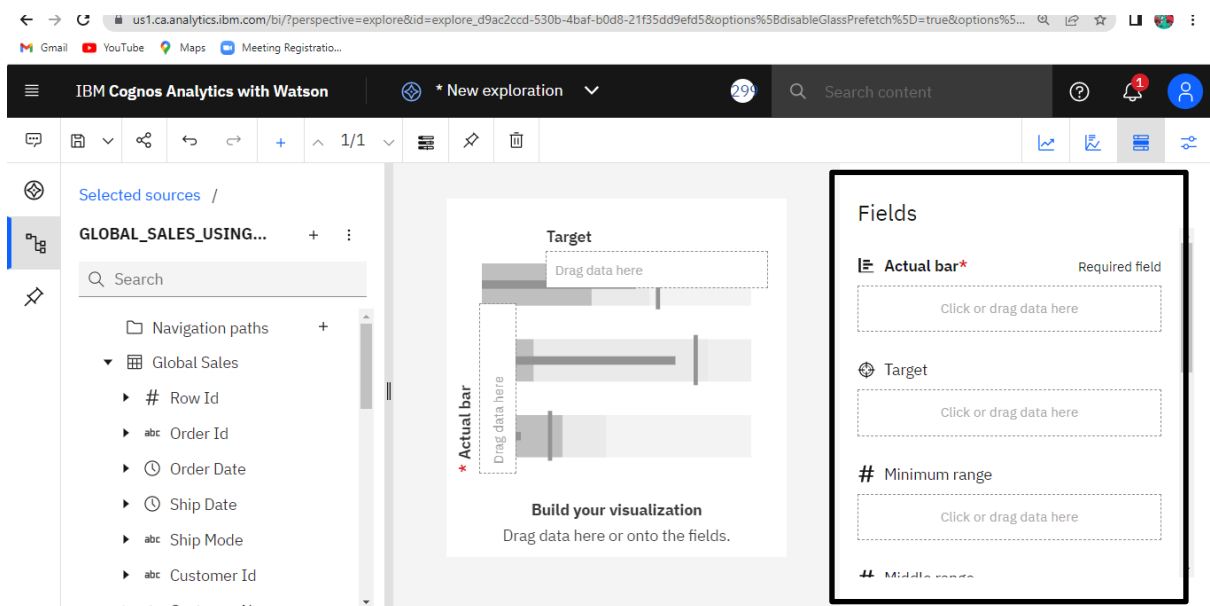 us1.ca.analytics.ibm.com/bi/?perspective=explore&id=explore_d9ac2ccd-530b-4baf-b0d8-21f35dd9efd5&options%5BdisableGlassPrefetch%5D=true&options%5...
Gmail YouTube Maps Meeting Registratio...
IBM Cognos Analytics with Watson
* New exploration
299
Search content
1
1/1
Selected sources /
GLOBAL_SALES_USING...
Search
Navigation paths
Global Sales
# Row Id
abc Order Id
Order Date
Ship Date
abc Ship Mode
abc Customer Id
Target
Drag data here
* Actual bar
Drag data here
Build your visualization
Drag data here or onto the fields.
Fields
Actual bar* Required field
Click or drag data here
Target
Click or drag data here
# Minimum range
Click or drag data here
# Middle range